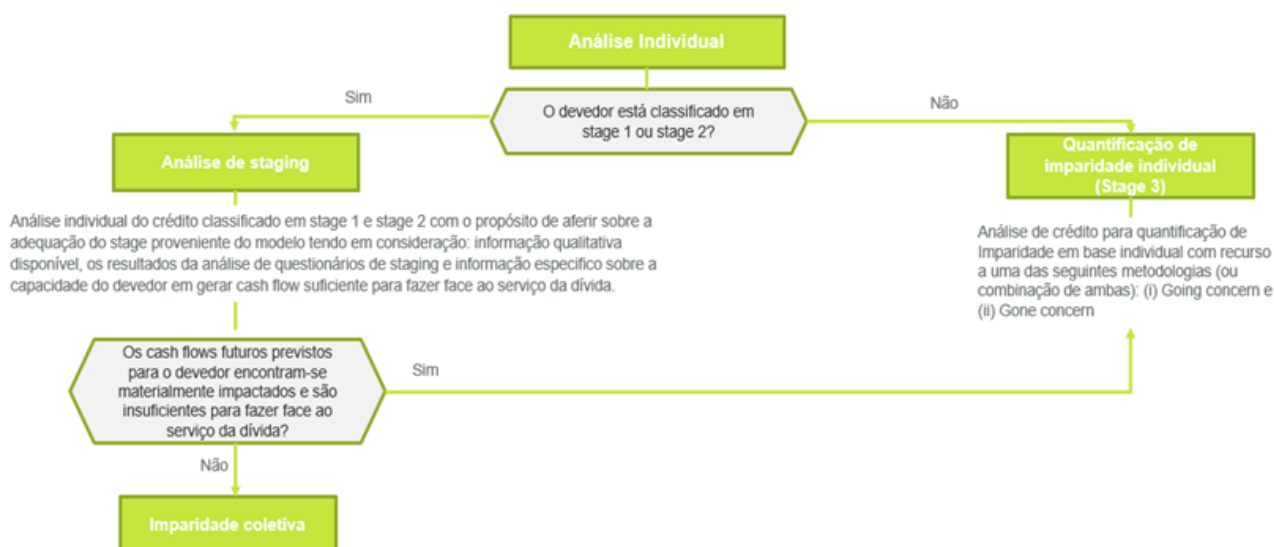 Análise Individual
Sim
O devedor está classificado em
stage 1 ou stage 2?
Não
Análise de staging
Quantificação de
imparidade individual
(Stage 3)
Análise individual do crédito classificado em stage 1 e stage 2 com o propósito de aferir sobre a
adequação do stage proveniente do modelo tendo em consideração: informação qualitativa
disponível, os resultados da análise de questionários de staging e informação especifico sobre a
capacidade do devedor em gerar cash flow suficiente para fazer face ao serviço da dívida.
Análise de crédito para quantificação de
Imparidade em base individual com recurso
a uma das seguintes metodologias (ou
combinação de ambas): (i) Going concern e
(ii) Gone concern
Os cash flows futuros previstos
para o devedor encontram-se
materialmente impactados e são
insuficientes para fazer face ao
serviço da dívida?
Sim
Não
Imparidade coletiva